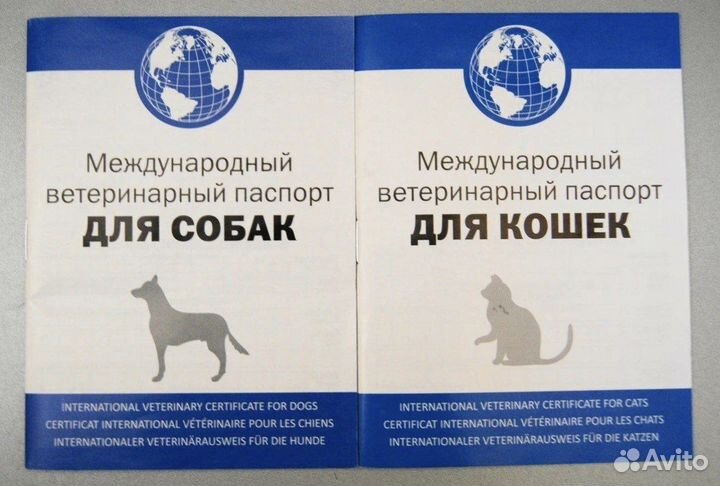 Международный
ветеринарный паспорт
ДЛЯ СОБАК
INTERNATIONAL VETERINARY CERTIFICATE FOR DOGS
CERTIFICAT INTERNATIONAL VÉTÉRINAIRE POUR LES CHIENS
INTERNATIONALER VETERINÄRAUSWEIS FÜR DIE HUNDE
Международный
ветеринарный паспорт
ДЛЯ КОШЕК
INTERNATIONAL VETERINARY CERTIFICATE FOR CATS
CERTIFICAT INTERNATIONAL VÉTÉRINAIRE POUR LES CHATS
INTERNATIONALER VETERINÄRAUSWEIS FÜR DIE KATZEN
Avito